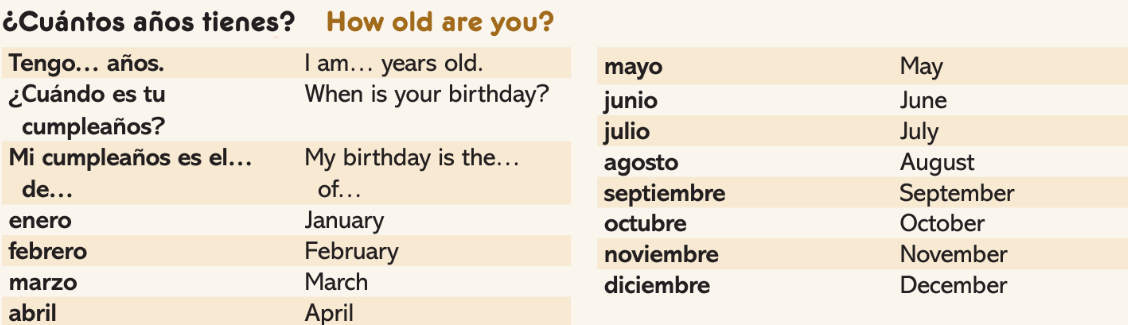 ¿Cuántos años tienes? How old are you?
Tengo… años. I am… years old.
¿Cuándo es tu When is your birthday?
cumpleaños?
Mi cumpleaños es el… My birthday is the…
de… of…
enero January
febrero February
marzo March
abril April
mayo May
junio June
julio July
agosto August
septiembre September
octubre October
noviembre November
diciembre December